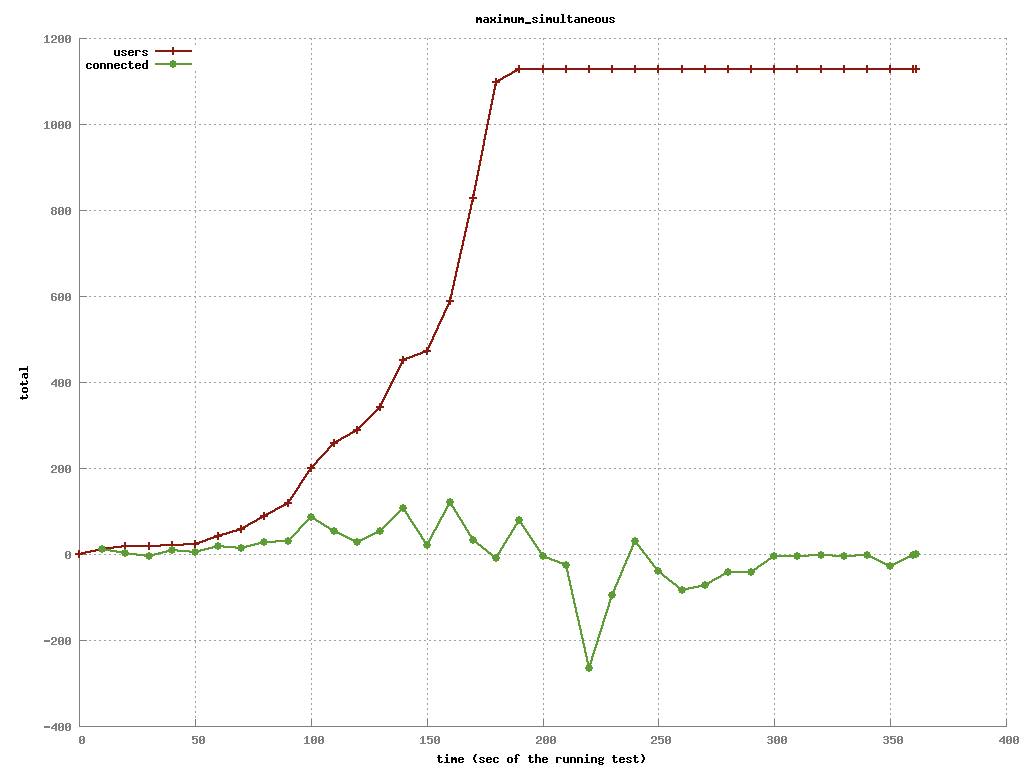 maximum_simultaneous
users
connected
1200
1000
800
600
400
200
0
-200
-400
total
0 50 100 150 200 250 300 350 400
time (sec of the running test)